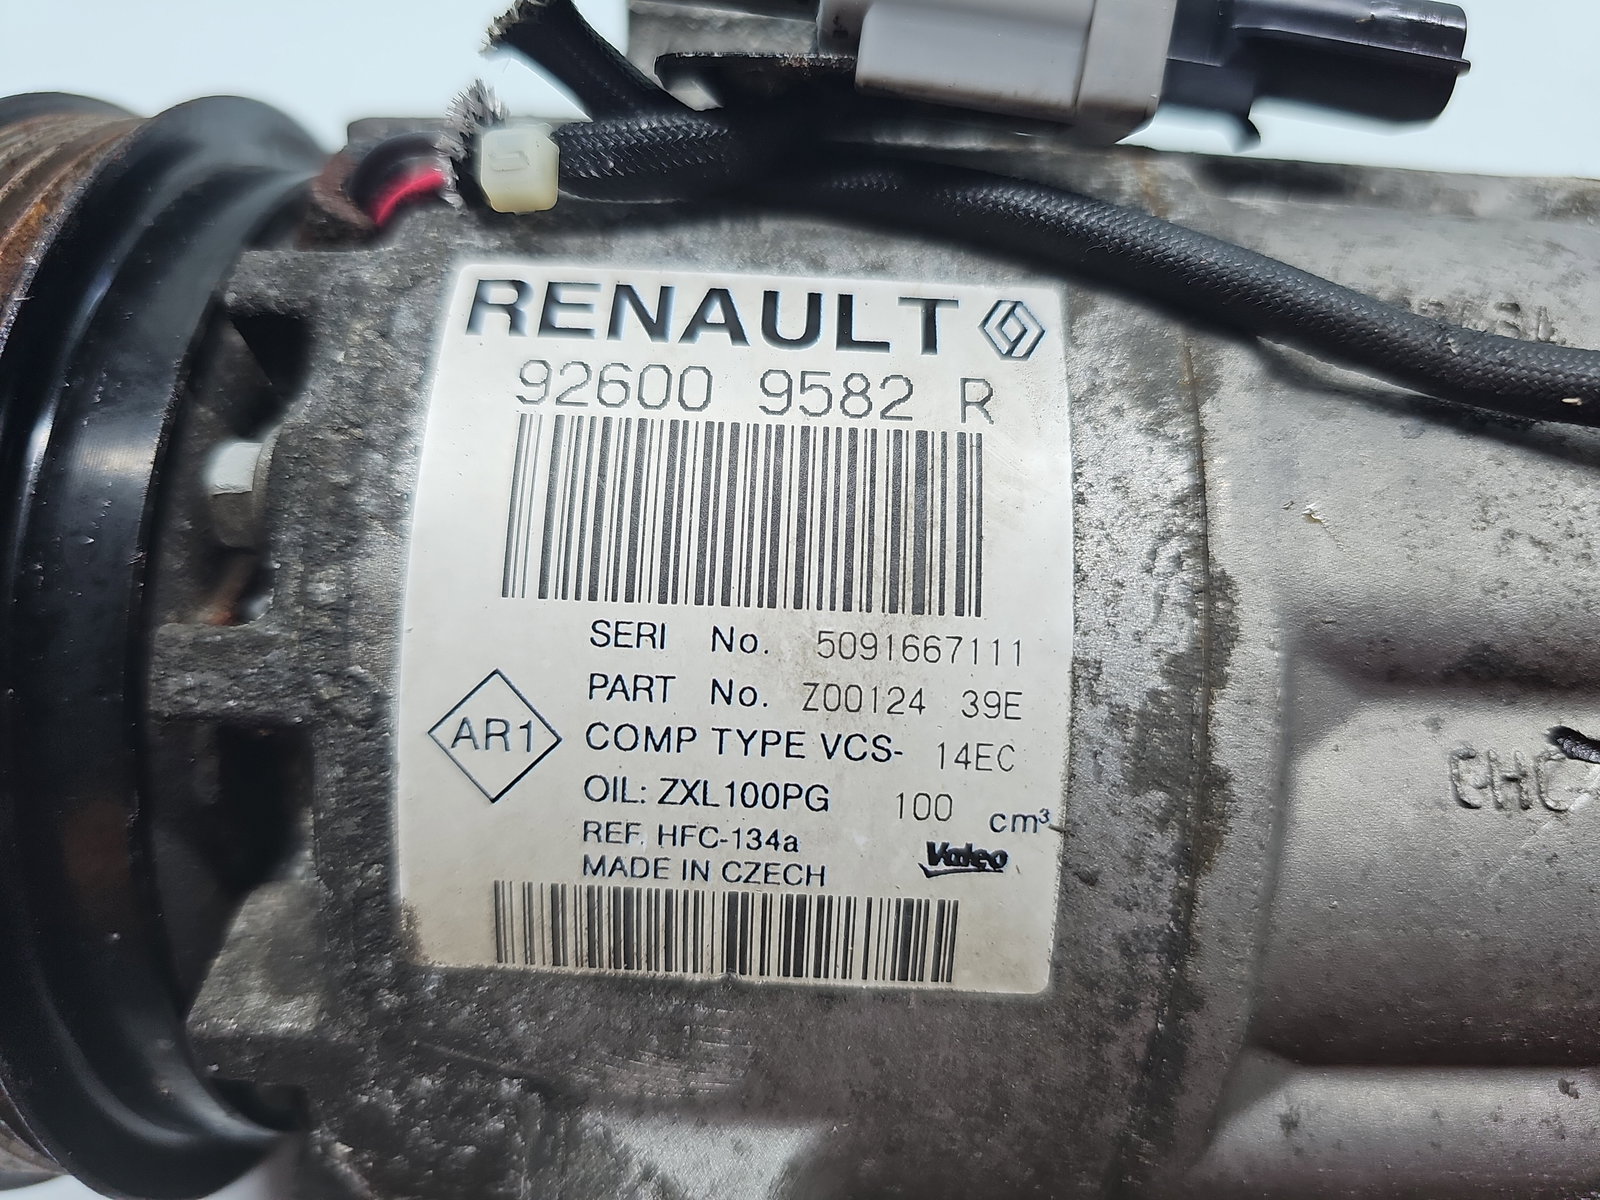 RENAULT
92600 9582 R
SERI No. 5091667111
PART No. Z00124 39E
AR1
COMP TYPE VCS- 14EC
OIL: ZXL100PG 100 cm³
REF. HFC-134a
MADE IN CZECH
Valeo